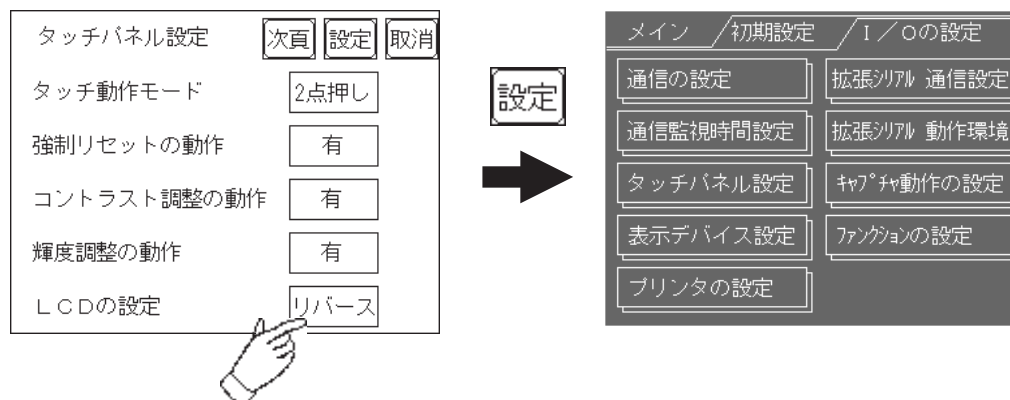 タッチパネル設定 次頁 設定 取消
タッチ動作モード 2点押し
強制リセットの動作 有
コントラスト調整の動作 有
輝度調整の動作 有
LCDの設定 リバース
設定
メイン 初期設定 I/Oの設定
通信の設定 拡張シリアル 通信設定
通信監視時間設定 拡張シリアル 動作環境
タッチパネル設定 キャプチャ動作の設定
表示デバイス設定 ファンクションの設定
プリンタの設定